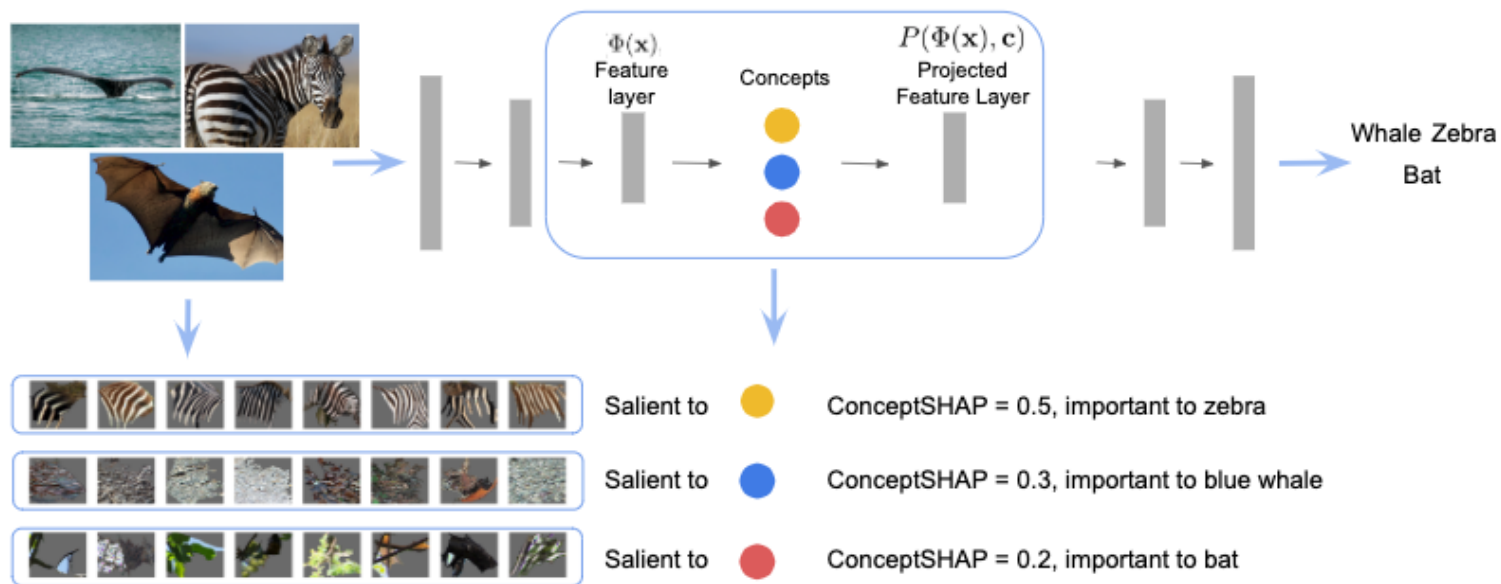 Φ(x)
Feature
layer
Concepts
P(Φ(x), c)
Projected
Feature Layer
Whale Zebra
Bat
Salient to
ConceptSHAP = 0.5, important to zebra
Salient to
ConceptSHAP = 0.3, important to blue whale
Salient to
ConceptSHAP = 0.2, important to bat